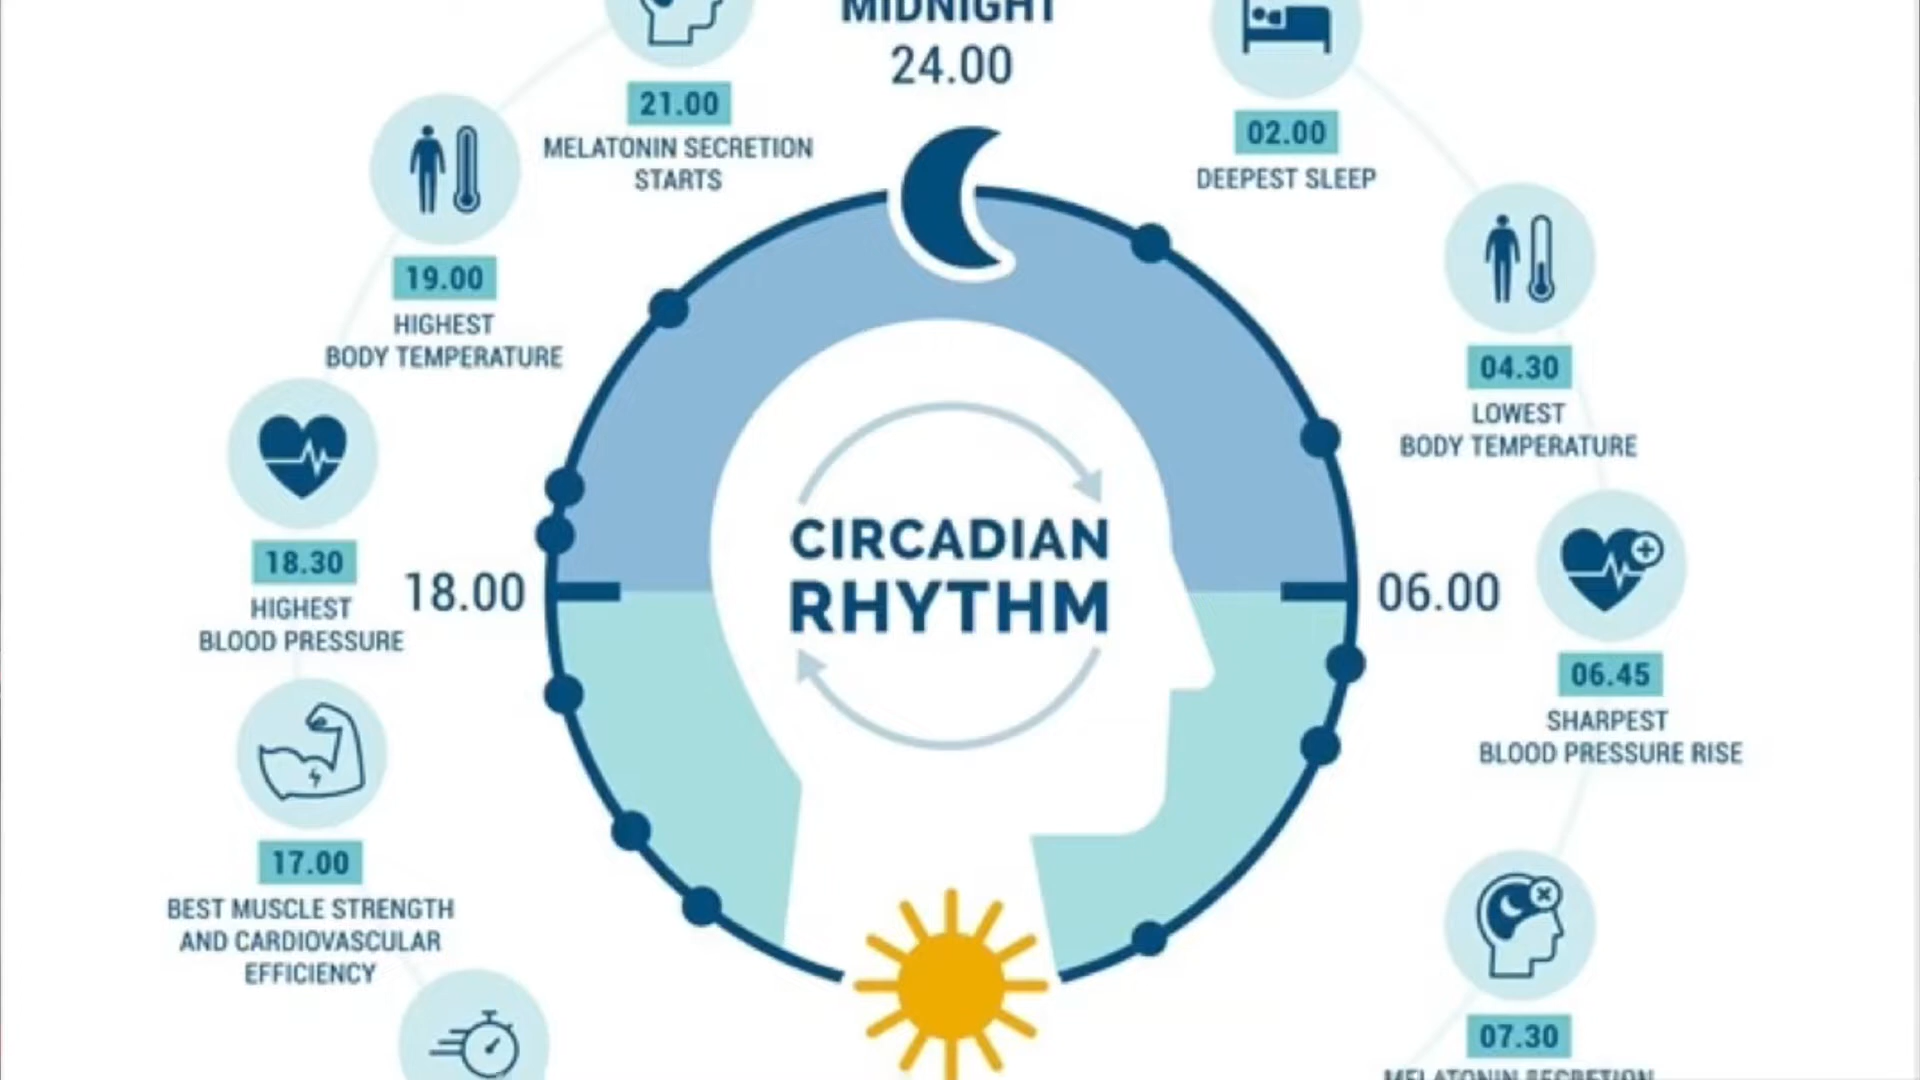 MIDNIGHT
24.00
21.00
MELATONIN SECRETION
STARTS
02.00
DEEPEST SLEEP
19.00
HIGHEST
BODY TEMPERATURE
04.30
LOWEST
BODY TEMPERATURE
18.30
HIGHEST
BLOOD PRESSURE
18.00
CIRCADIAN
RHYTHM
06.00
06.45
SHARPEST
BLOOD PRESSURE RISE
17.00
BEST MUSCLE STRENGTH
AND CARDIOVASCULAR
EFFICIENCY
07.30
MELATONIN SECRETION